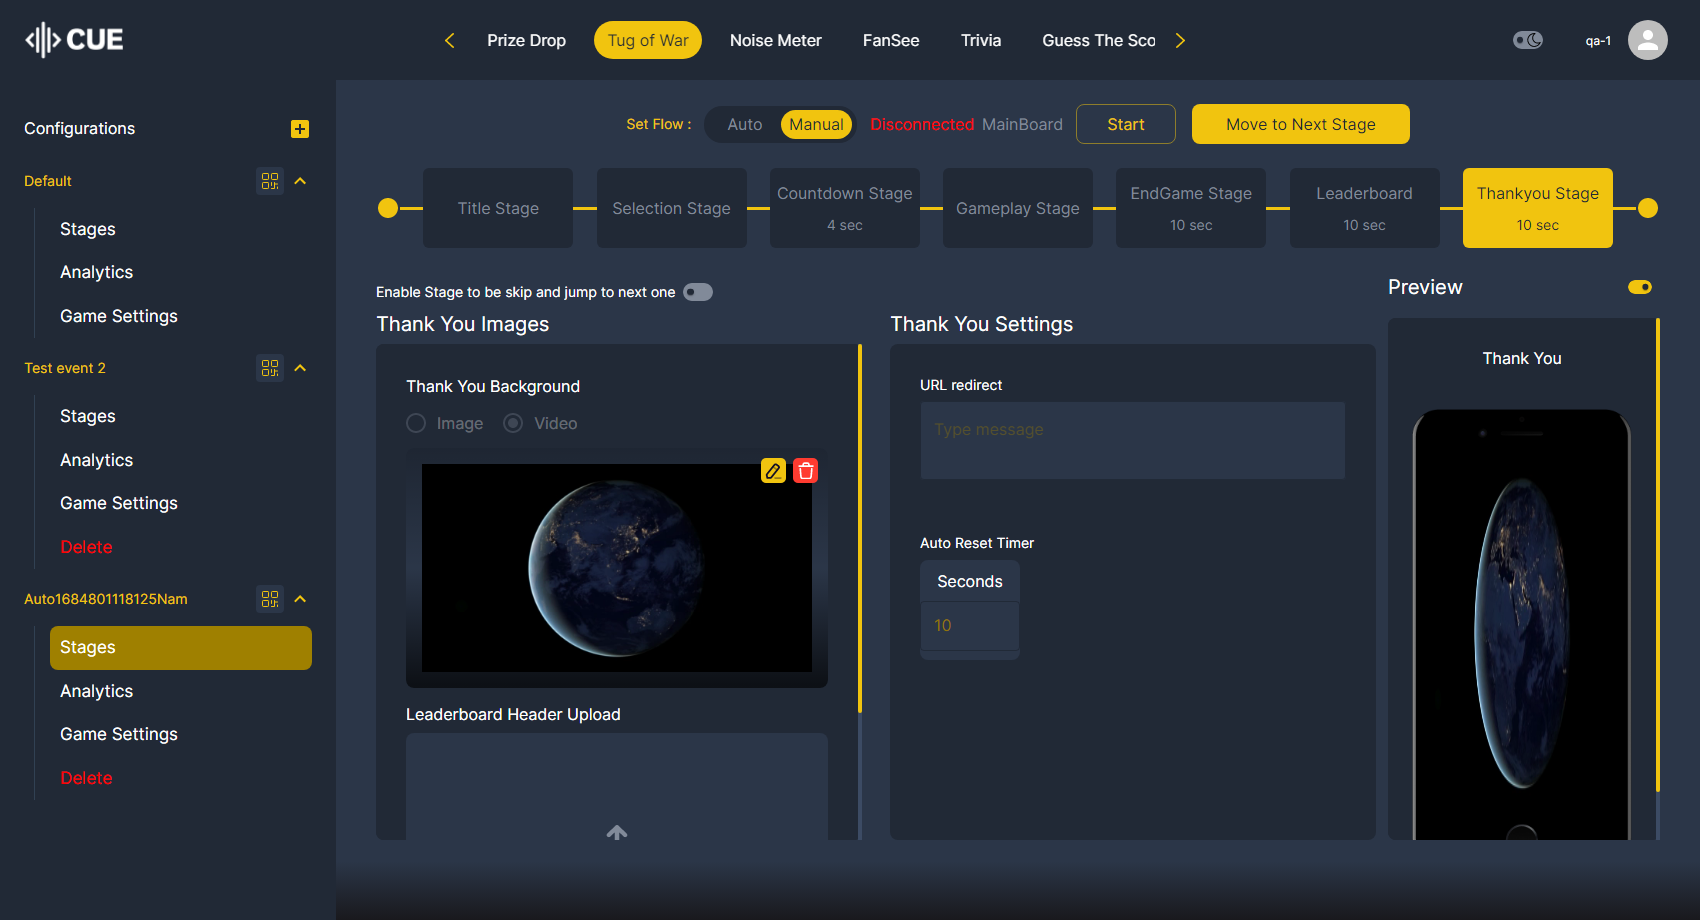 CUE
Prize Drop
Tug of War
Noise Meter
FanSee
Trivia
Guess The Sco
qa-1
Configurations
Default
Stages
Analytics
Game Settings
Test event 2
Stages
Analytics
Game Settings
Delete
Auto1684801118125Nam
Stages
Analytics
Game Settings
Delete
Set Flow :
Auto
Manual
Disconnected MainBoard
Start
Move to Next Stage
Title Stage
Selection Stage
Countdown Stage
4 sec
Gameplay Stage
EndGame Stage
10 sec
Leaderboard
10 sec
Thankyou Stage
10 sec
Enable Stage to be skip and jump to next one
Thank You Images
Thank You Background
Image
Video
Leaderboard Header Upload
Thank You Settings
URL redirect
Type message
Auto Reset Timer
Seconds
10
Preview
Thank You